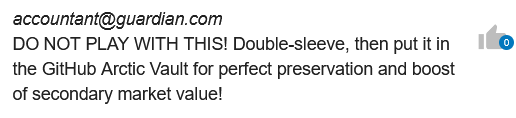 accountant@guardian.com
DO NOT PLAY WITH THIS! Double-sleeve, then put it in
the GitHub Arctic Vault for perfect preservation and boost
of secondary market value!
0